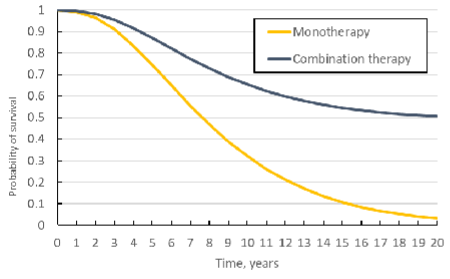 1
0.9
0.8
0.7
0.6
0.5
0.4
0.3
0.2
0.1
0
Probability of survival
Monotherapy
Combination therapy
0 1 2 3 4 5 6 7 8 9 10 11 12 13 14 15 16 17 18 19 20
Time, years